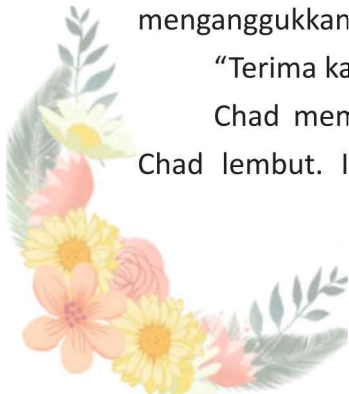 menganggukkan
“Terima ka
Chad mem
Chad lembut. I